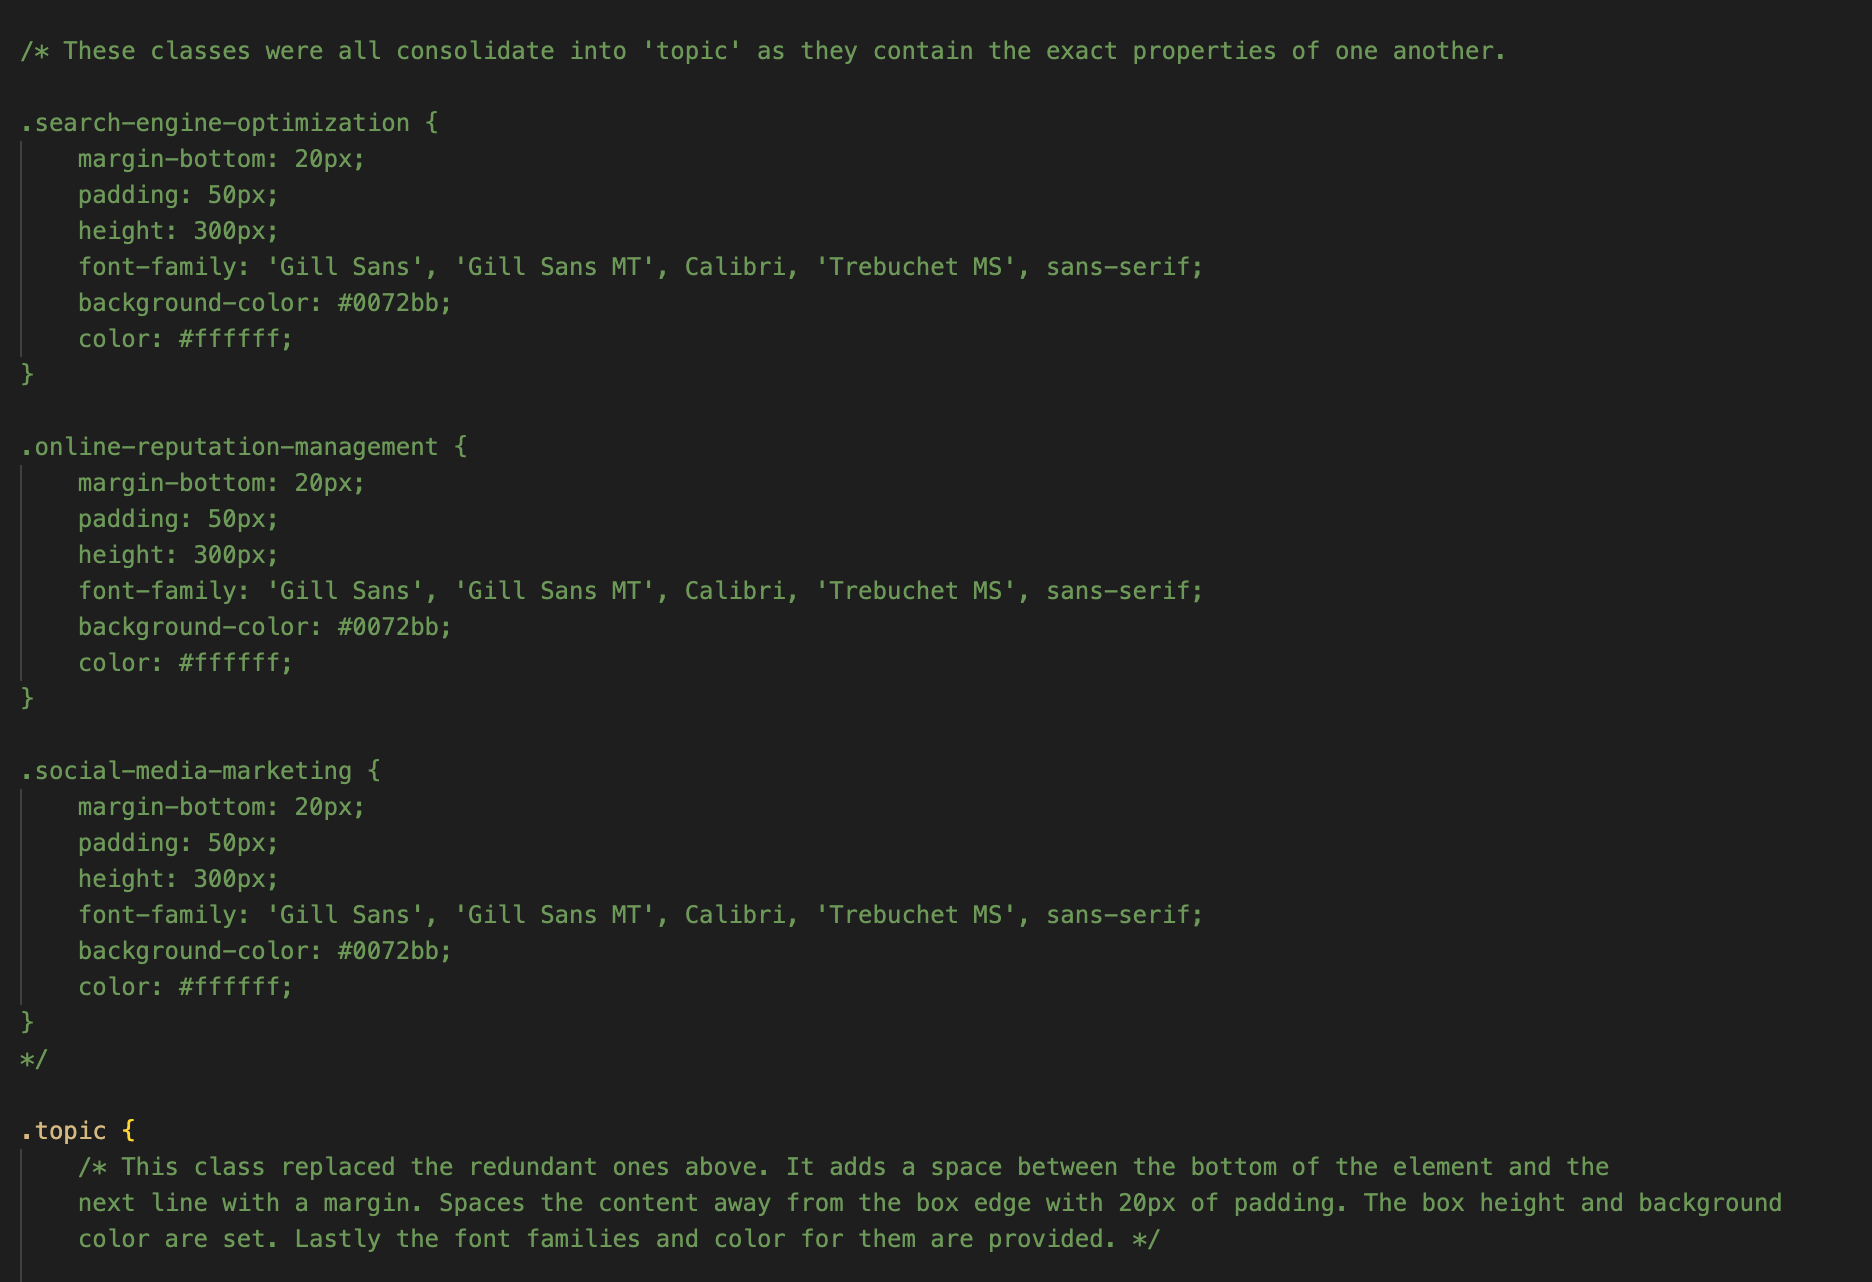 /* These classes were all consolidate into 'topic' as they contain the exact properties of one another.
.search-engine-optimization {
margin-bottom: 20px;
padding: 50px;
height: 300px;
font-family: 'Gill Sans', 'Gill Sans MT', Calibri, 'Trebuchet MS', sans-serif;
background-color: #0072bb;
color: #ffffff;
}
.online-reputation-management {
margin-bottom: 20px;
padding: 50px;
height: 300px;
font-family: 'Gill Sans', 'Gill Sans MT', Calibri, 'Trebuchet MS', sans-serif;
background-color: #0072bb;
color: #ffffff;
}
.social-media-marketing {
margin-bottom: 20px;
padding: 50px;
height: 300px;
font-family: 'Gill Sans', 'Gill Sans MT', Calibri, 'Trebuchet MS', sans-serif;
background-color: #0072bb;
color: #ffffff;
}
*/
.topic {
/* This class replaced the redundant ones above. It adds a space between the bottom of the element and the
next line with a margin. Spaces the content away from the box edge with 20px of padding. The box height and background
color are set. Lastly the font families and color for them are provided. */